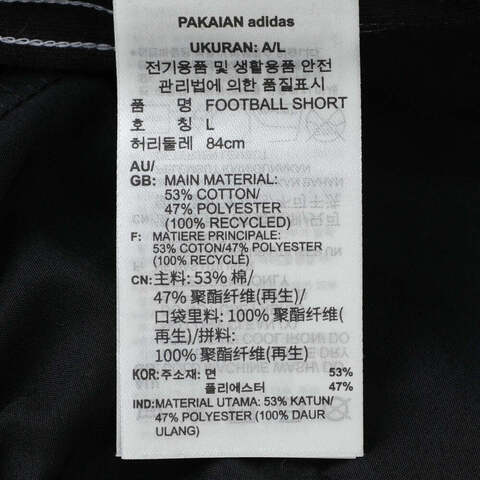 PAKAIAN adidas
UKURAN: A/L
전기용품 및 생활용품 안전
관리법에 의한 품질표시
품 명 FOOTBALL SHORT
호 칭 L
허리둘레 84cm
AU/
GB: MAIN MATERIAL:
53% COTTON/
47% POLYESTER
(100% RECYCLED)
F: MATIERE PRINCIPALE:
53% COTON/47% POLYESTER
(100% RECYCLE)
CN: 主料: 53% 棉/
47% 聚酯纤维(再生)/
口袋里料: 100% 聚酯纤维(
再生)/拼料:
100% 聚酯纤维(再生)
KOR: 주소재: 면 53%
폴리에스터 47%
IND: MATERIAL UTAMA: 53% KATUN/
47% POLYESTER (100% DAUR
ULANG)